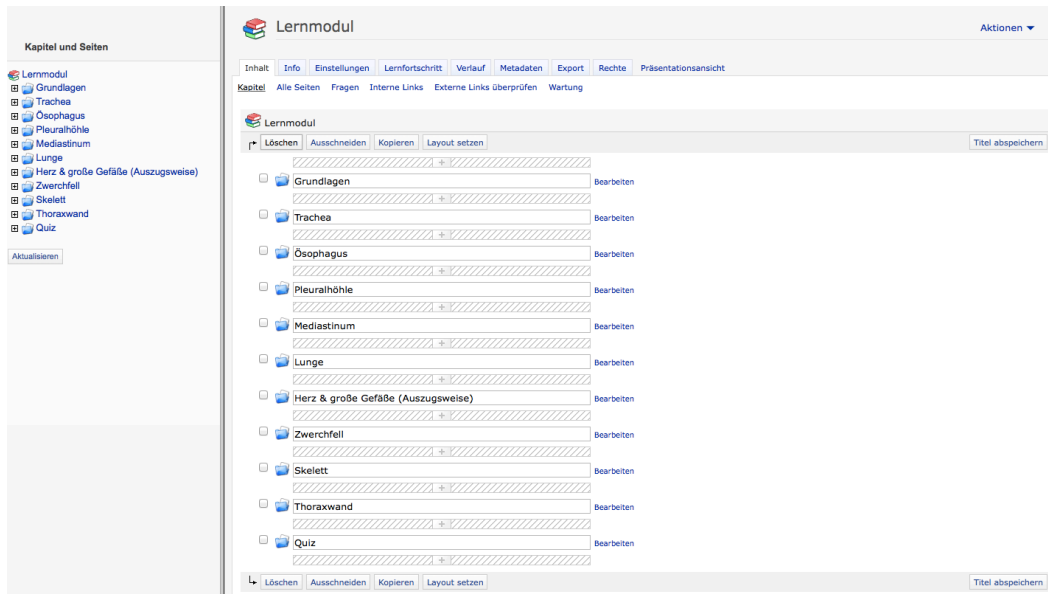 Kapitel und Seiten
Lernmodul
Grundlagen
Trachea
Ösophagus
Pleuralhöhle
Mediastinum
Lunge
Herz & große Gefäße (Auszugsweise)
Zwerchfell
Skelett
Thoraxwand
Quiz
Aktualisieren
Lernmodul
Aktionen
Inhalt Info Einstellungen Lernfortschritt Verlauf Metadaten Export Rechte Präsentationsansicht
Kapitel Alle Seiten Fragen Interne Links Externe Links überprüfen Wartung
Lernmodul
Löschen Ausschneiden Kopieren Layout setzen Titel abspeichern
Grundlagen Bearbeiten
Trachea Bearbeiten
Ösophagus Bearbeiten
Pleuralhöhle Bearbeiten
Mediastinum Bearbeiten
Lunge Bearbeiten
Herz & große Gefäße (Auszugsweise) Bearbeiten
Zwerchfell Bearbeiten
Skelett Bearbeiten
Thoraxwand Bearbeiten
Quiz Bearbeiten
Löschen Ausschneiden Kopieren Layout setzen Titel abspeichern